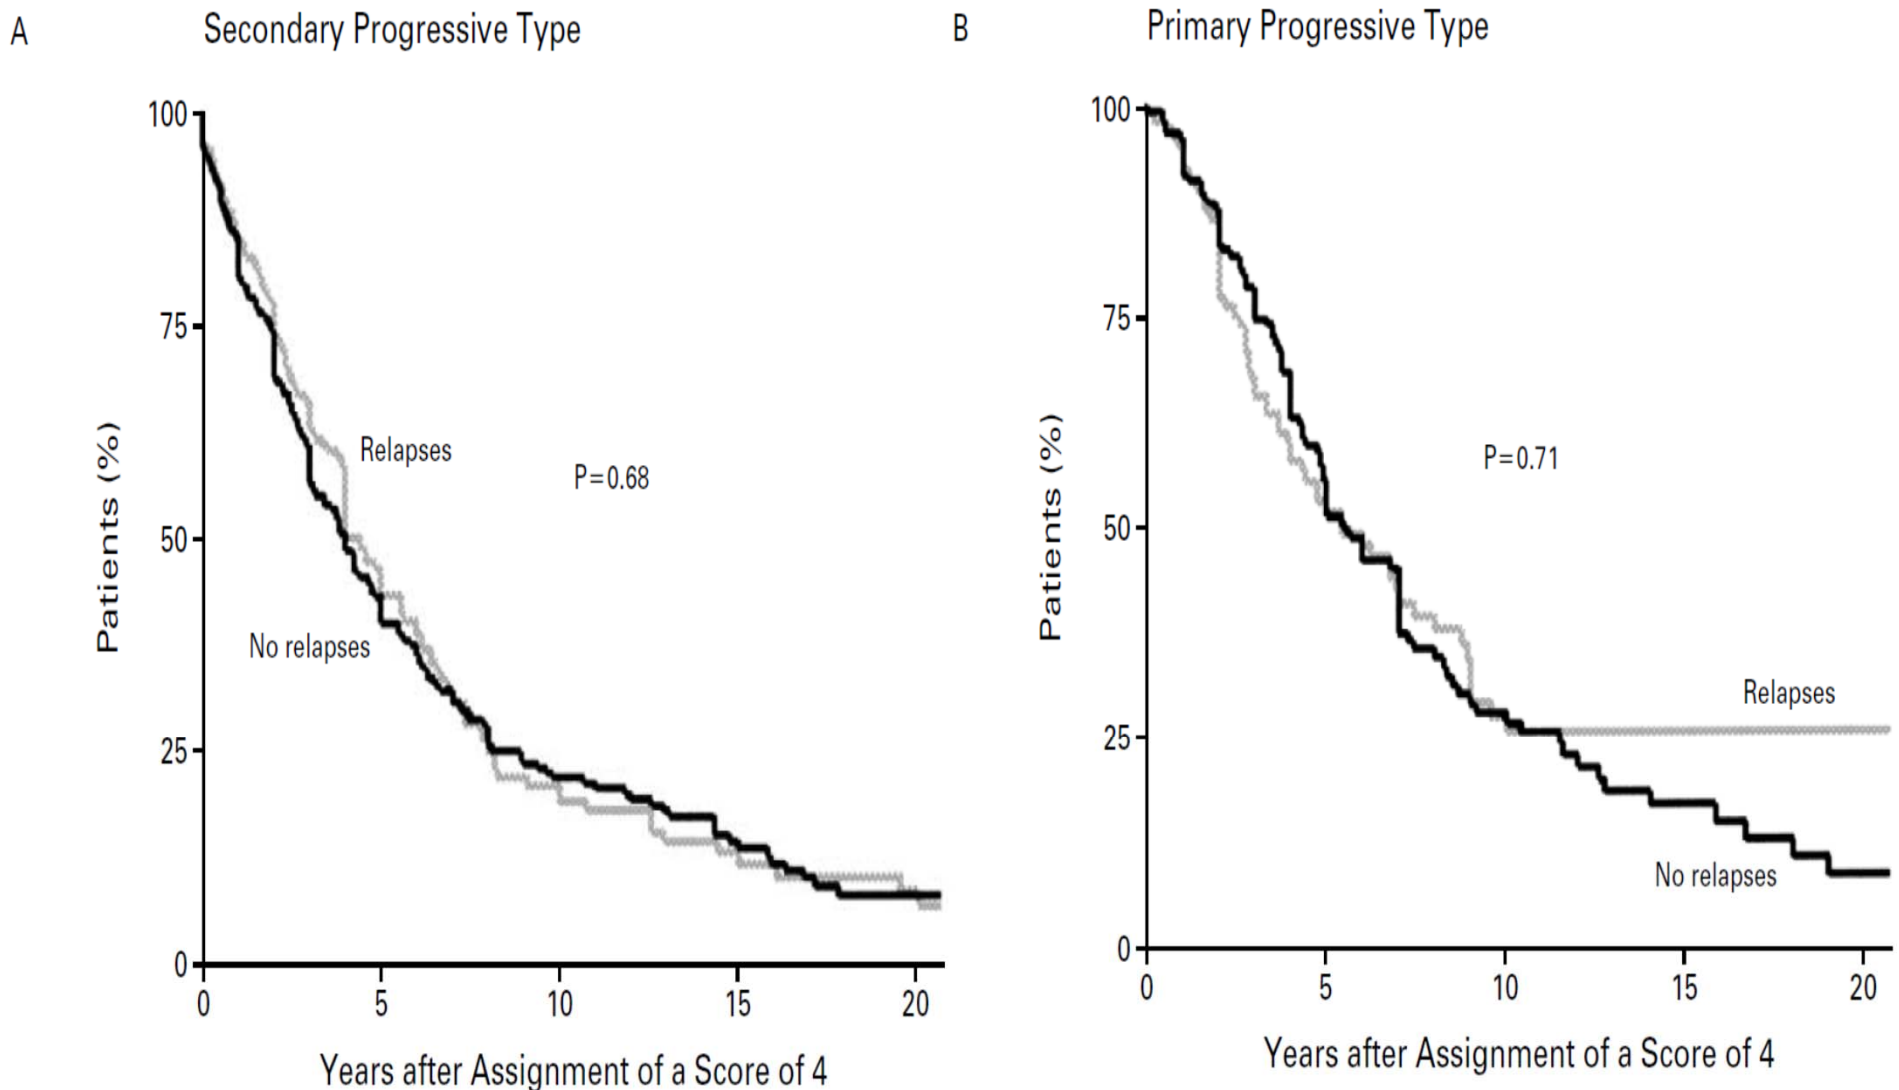 A
Secondary Progressive Type
100
75
50
25
0
Patients (%)
Relapses
P=0.68
No relapses
0 5 10 15 20
Years after Assignment of a Score of 4
B
Primary Progressive Type
100
75
50
25
0
Patients (%)
P=0.71
Relapses
No relapses
0 5 10 15 20
Years after Assignment of a Score of 4